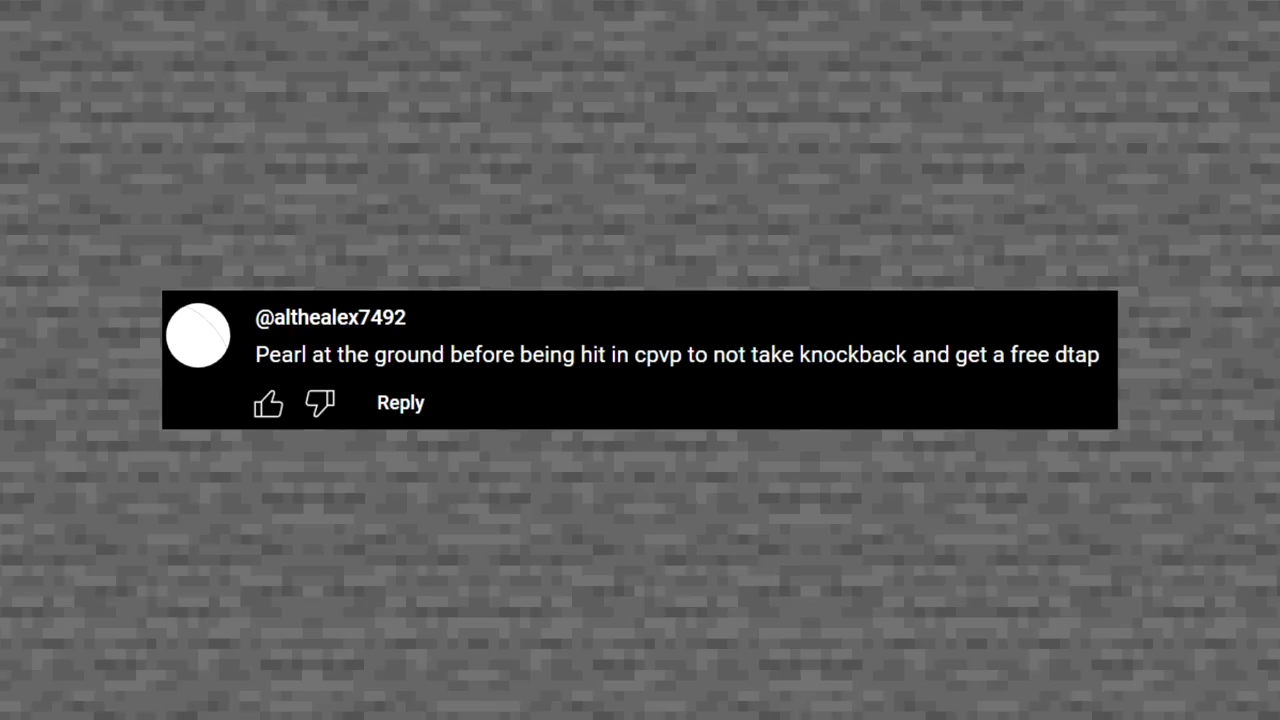 @althealex7492
Pearl at the ground before being hit in cpvp to not take knockback and get a free dtap
Reply